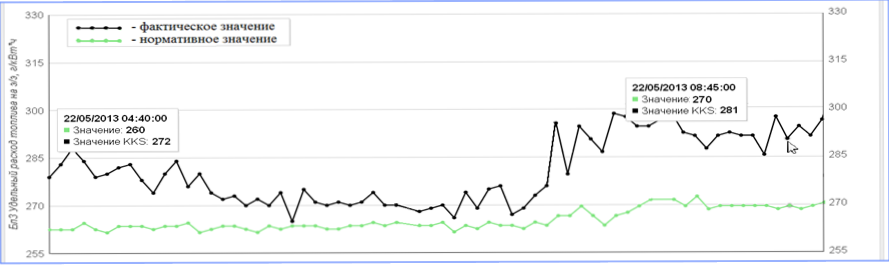 330
315
300
285
270
255
Бл3 Удельный расход топлива на э/э, г/кВт*ч
- фактическое значение
- нормативное значение
22/05/2013 04:40:00
Значение: 260
Значение KKS: 272
22/05/2013 08:45:00
Значение: 270
Значение KKS: 281
330
315
300
285
270
255